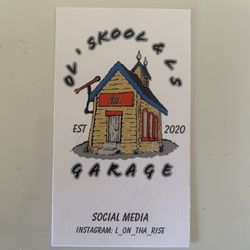 OL' SKOOL & LS
EST 2020
GARAGE
SOCIAL MEDIA
INSTAGRAM: L_ON_THA_RISE